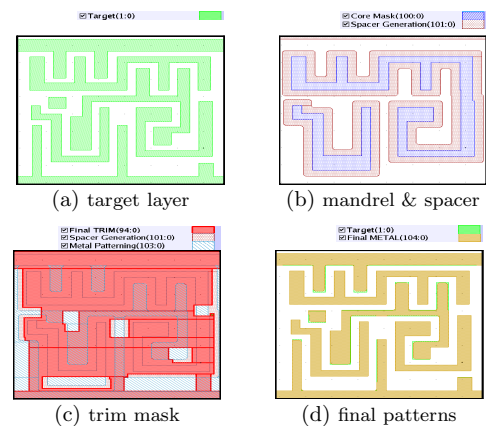 Target(1:0)
Core Mask(100:0)
Spacer Generation(101:0)
(a) target layer
(b) mandrel & spacer
Final TRIM(94:0)
Spacer Generation(101:0)
Metal Patterning(103:0)
Target(1:0)
Final METAL(104:0)
(c) trim mask
(d) final patterns